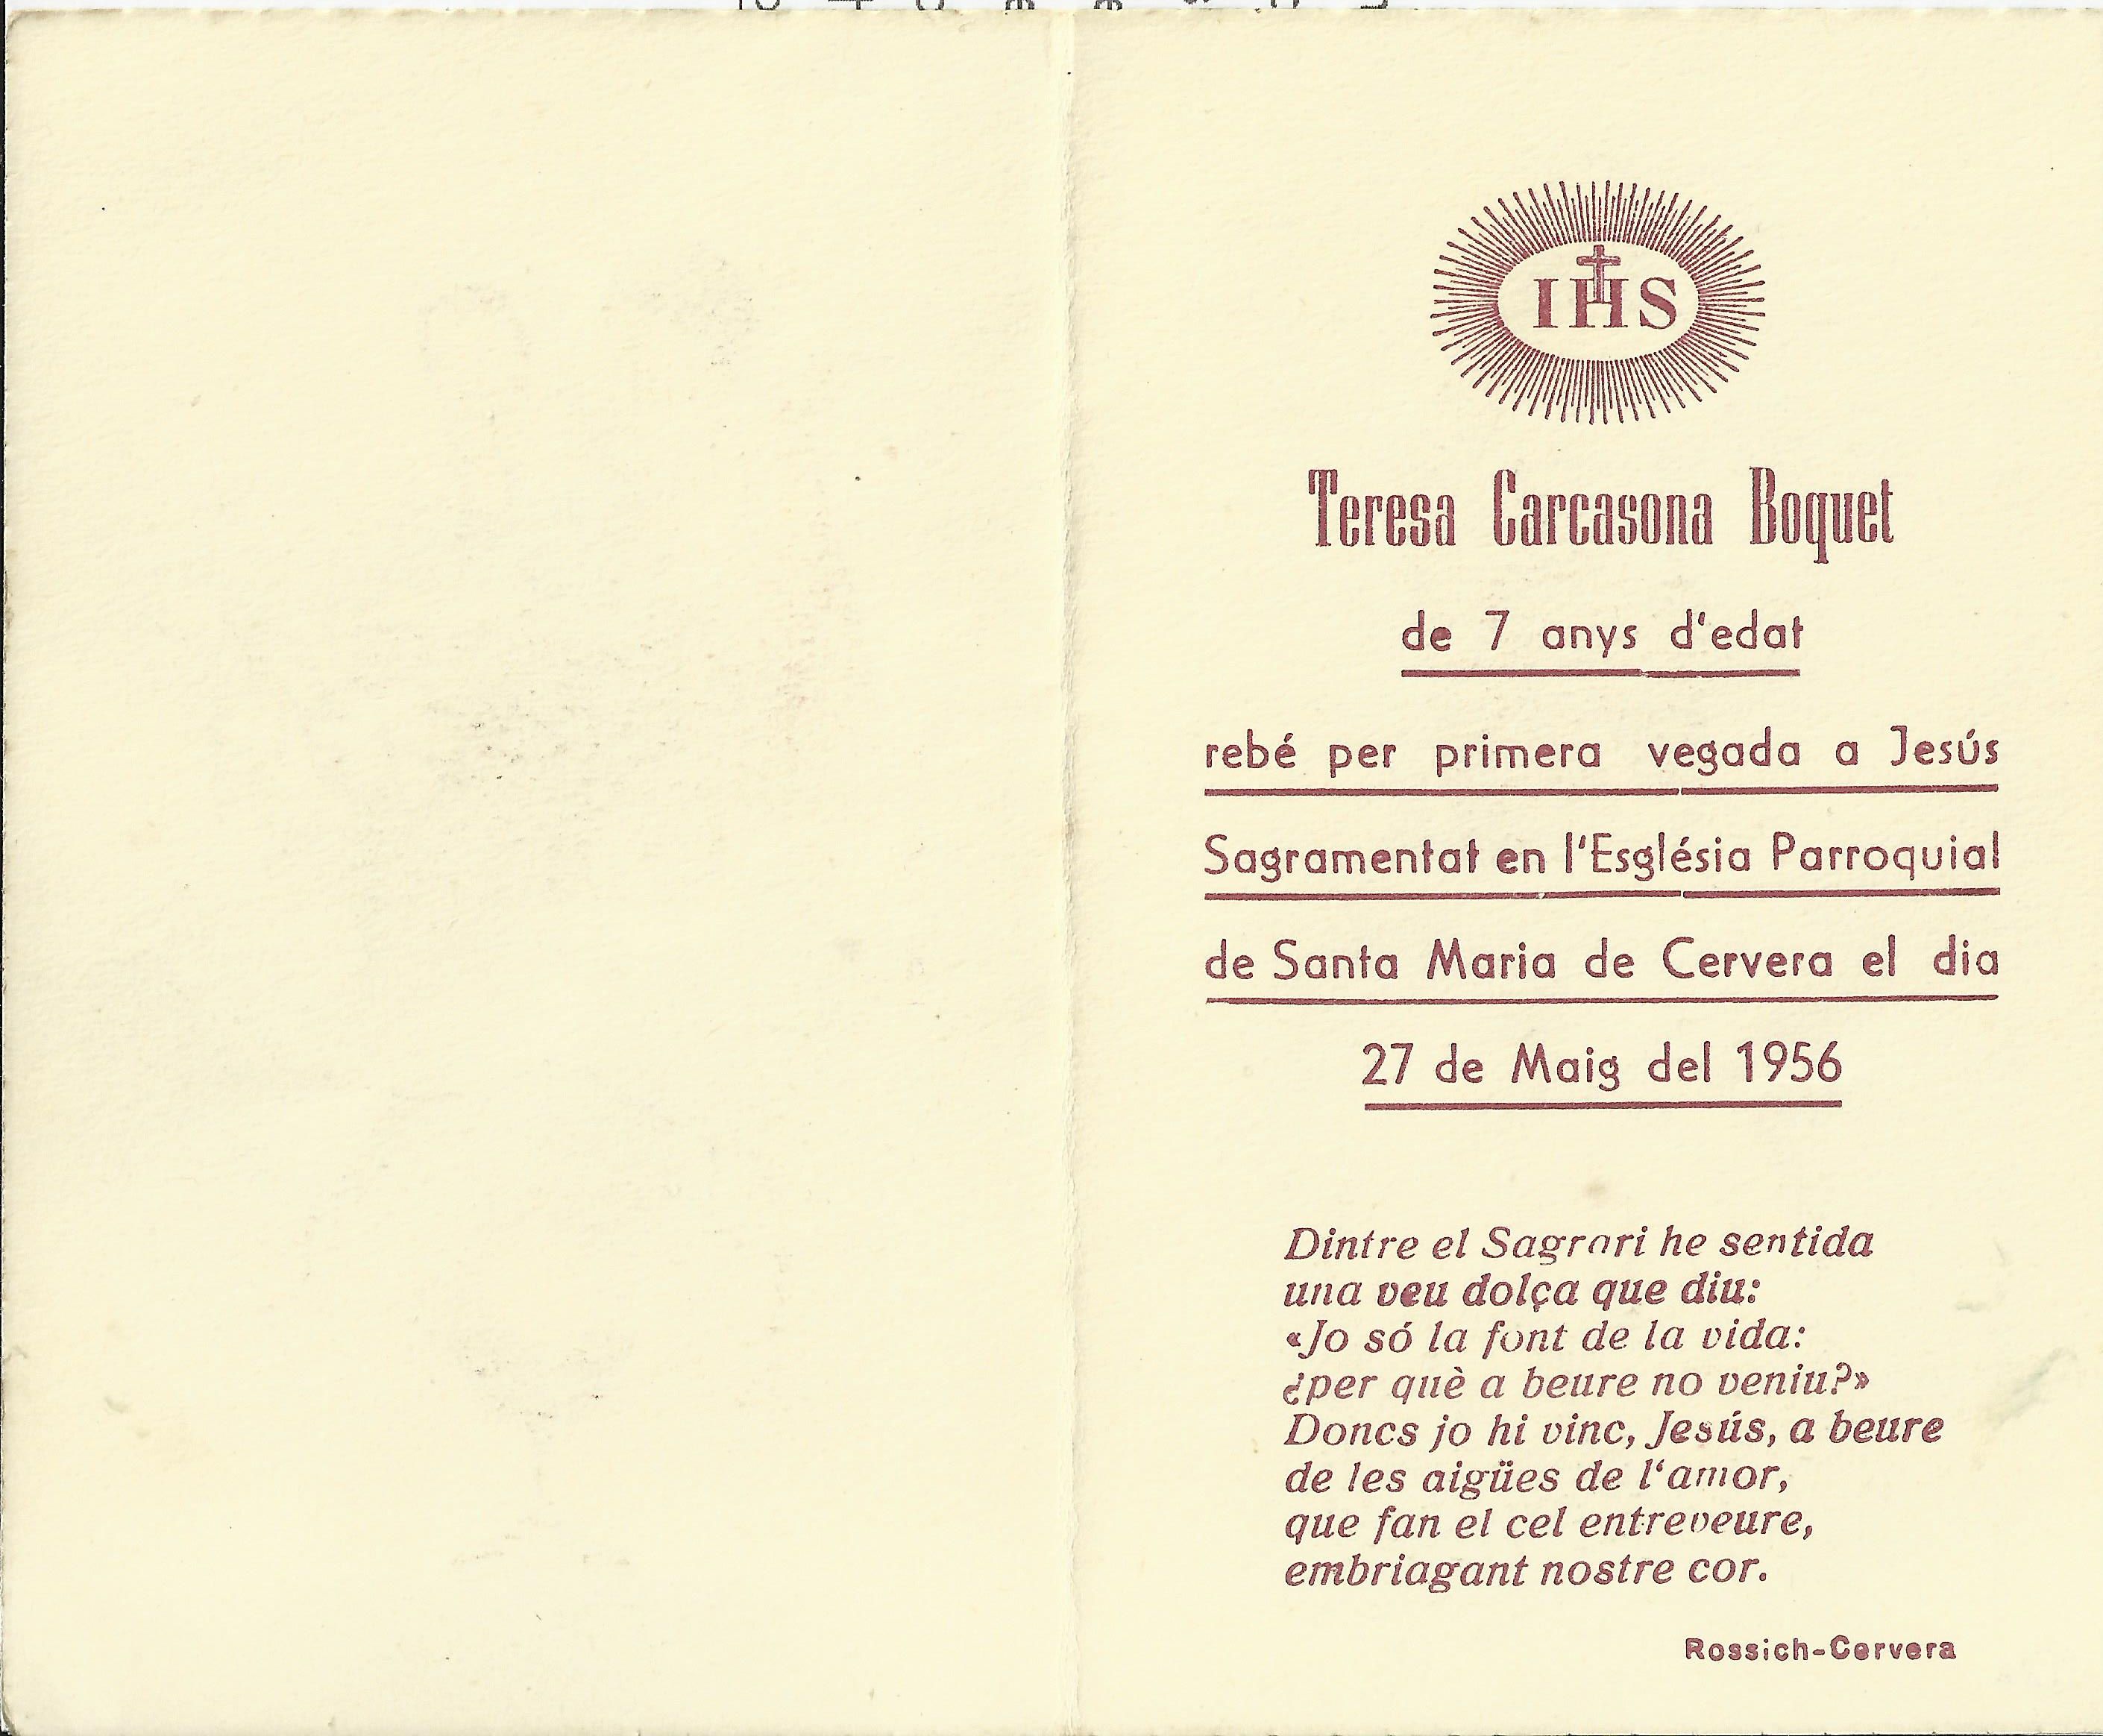 IHS
Teresa Carcasona Boquet
de 7 anys d'edat
rebé per primera vegada a Jesús
Sagramentat en l'Església Parroquial
de Santa Maria de Cervera el dia
27 de Maig del 1956
Dintre el Sagrari he sentida
una veu dolça que diu:
«Jo só la font de la vida:
¿per què a beure no veniu?»
Doncs jo hi vinc, Jesús, a beure
de les aigües de l'amor,
que fan el cel entreveure,
embriagant nostre cor.
Rossich-Cervera